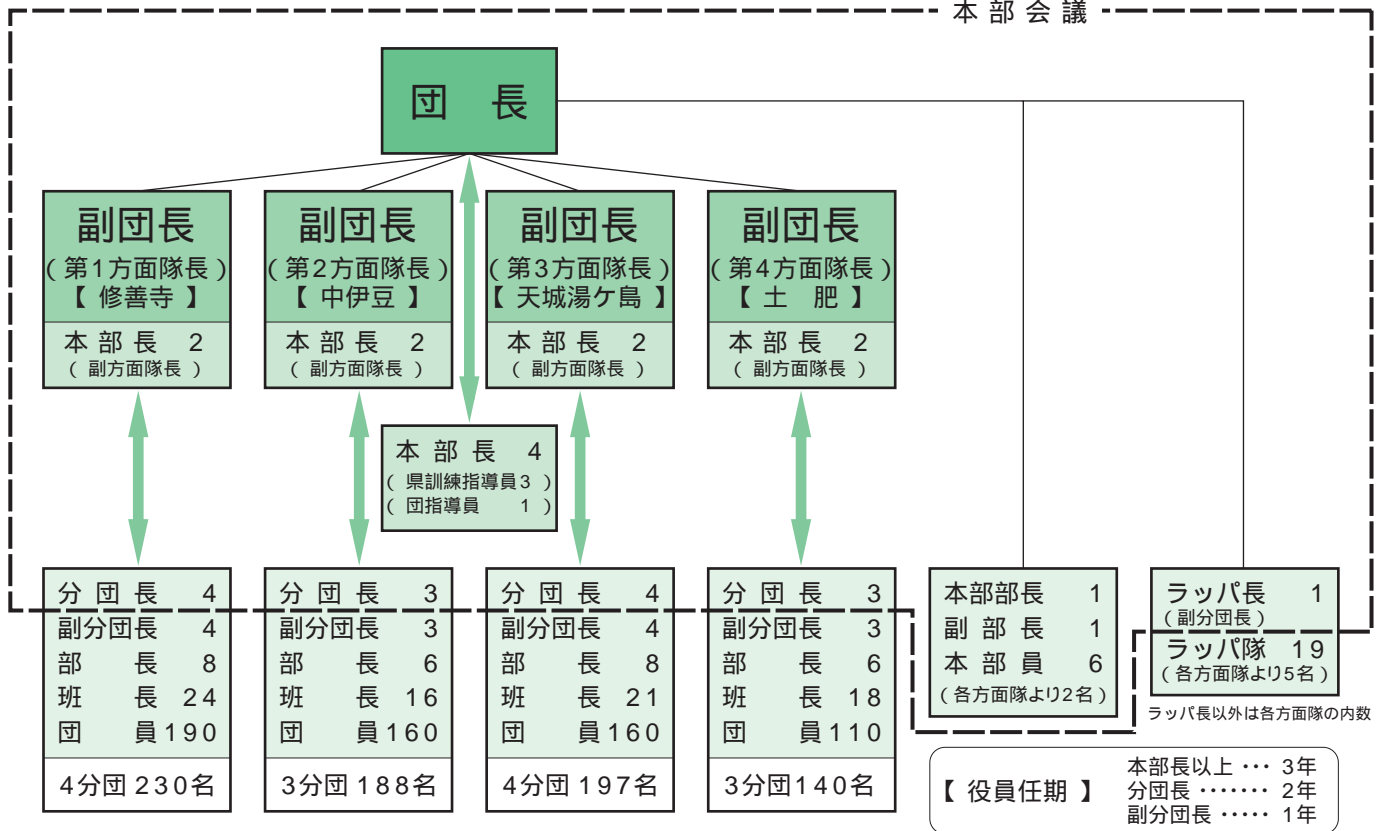 本部会議
団長
副団長
(第1方面隊長)
【修善寺】
本部長 2
(副方面隊長)
副団長
(第2方面隊長)
【中伊豆】
本部長 2
(副方面隊長)
副団長
(第3方面隊長)
【天城湯ケ島】
本部長 2
(副方面隊長)
副団長
(第4方面隊長)
【土肥】
本部長 2
(副方面隊長)
本部長 4
(県訓練指導員3)
(団指導員 1)
分団長 4
副分団長 4
部長 8
班長 24
団員 190
4分団 230名
分団長 3
副分団長 3
部長 6
班長 16
団員 160
3分団 188名
分団長 4
副分団長 4
部長 8
班長 21
団員 160
4分団 197名
分団長 3
副分団長 3
部長 6
班長 18
団員 110
3分団 140名
本部部長 1
副部長 1
本部員 6
(各方面隊より2名)
ラッパ長 1
(副分団長)
ラッパ隊 19
(各方面隊より5名)
ラッパ長以外は各方面隊の内数
【役員任期】
本部長以上 ･･･ 3年
分団長 ･･･････ 2年
副分団長 ･････ 1年